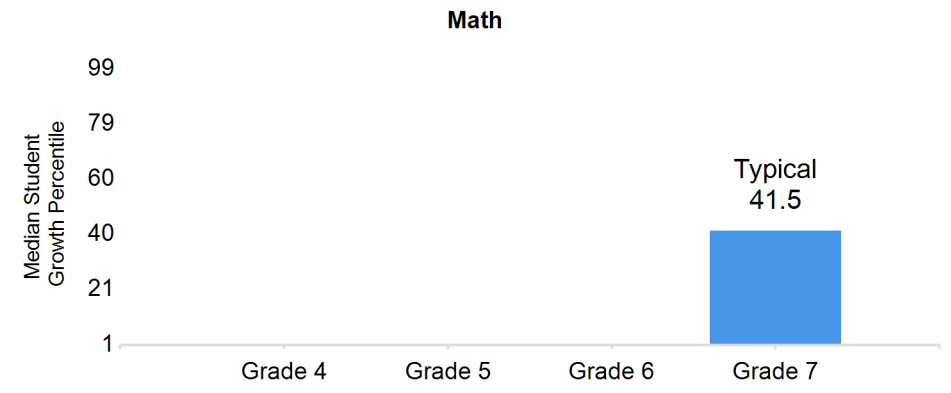 Math
Median Student
Growth Percentile
99
79
60
40
21
1
Typical
41.5
Grade 4
Grade 5
Grade 6
Grade 7